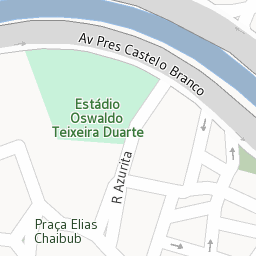 Av Pres Castelo Branco
Estádio
Oswaldo
Teixeira Duarte
R Azurita
Praça Elias
Chaibub